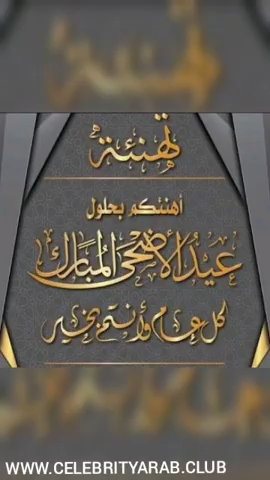 تهنئة
أهنئكم بحلول
عيد الأضحى المبارك
كل عام وأنتم بخير
WWW.CELEBRITYARAB.CLUB